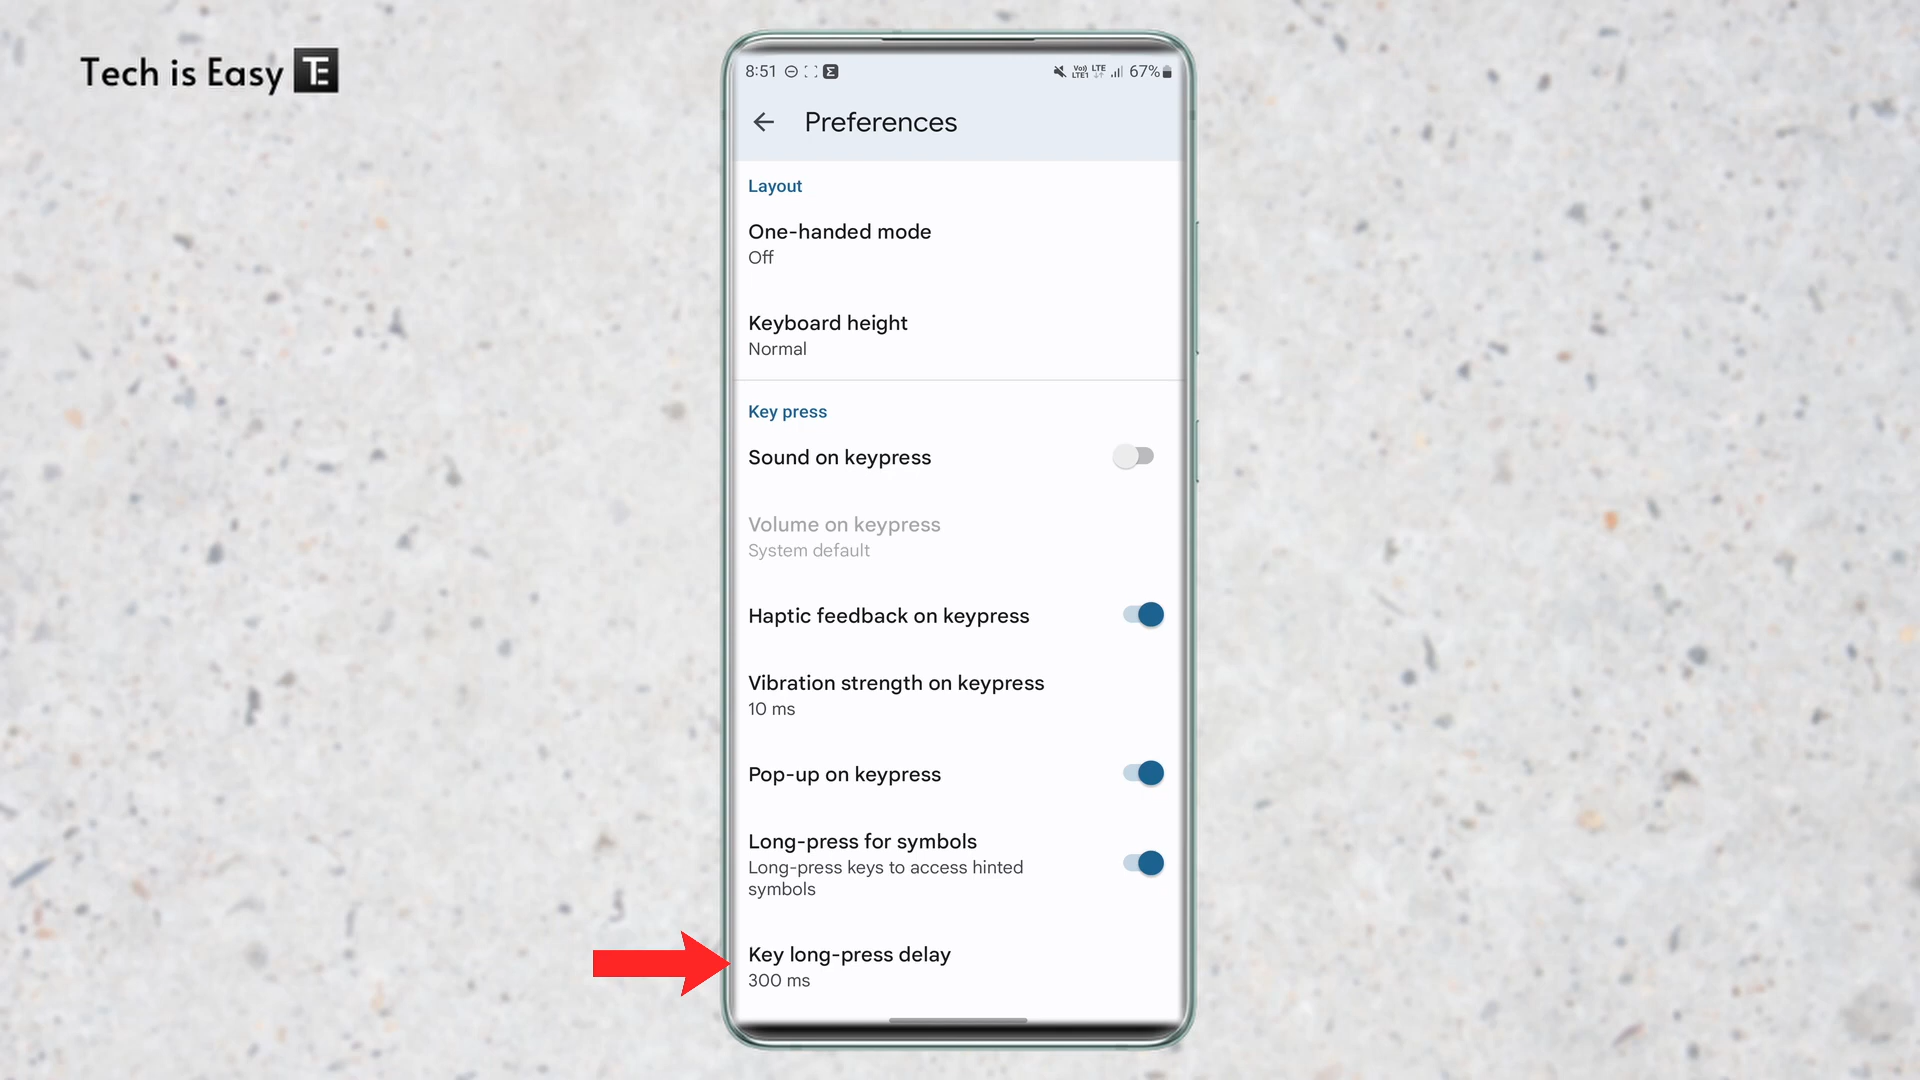 Tech is Easy TE
8:51 67%
VoLTE1 LTE
Preferences
Layout
One-handed mode
Off
Keyboard height
Normal
Key press
Sound on keypress
Volume on keypress
System default
Haptic feedback on keypress
Vibration strength on keypress
10 ms
Pop-up on keypress
Long-press for symbols
Long-press keys to access hinted
symbols
Key long-press delay
300 ms